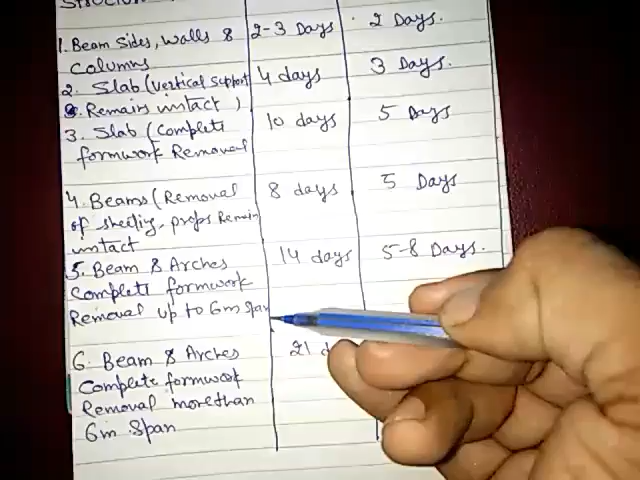 1. Beam Sides, Walls & 2-3 Days 2 Days.
Columns
2. Slab (vertical support 4 days 3 Days.
Remains intact )
3. Slab (Complete 10 days 5 Days
formwork Removal
4. Beams (Removal 8 days 5 Days
of sheeting, props Remain
intact
5. Beam & Arches 14 days 5-8 Days.
Complete formwork
Removal up to 6m Span
6. Beam & Arches 21
Complete formwork
Removal morethan
6m Span